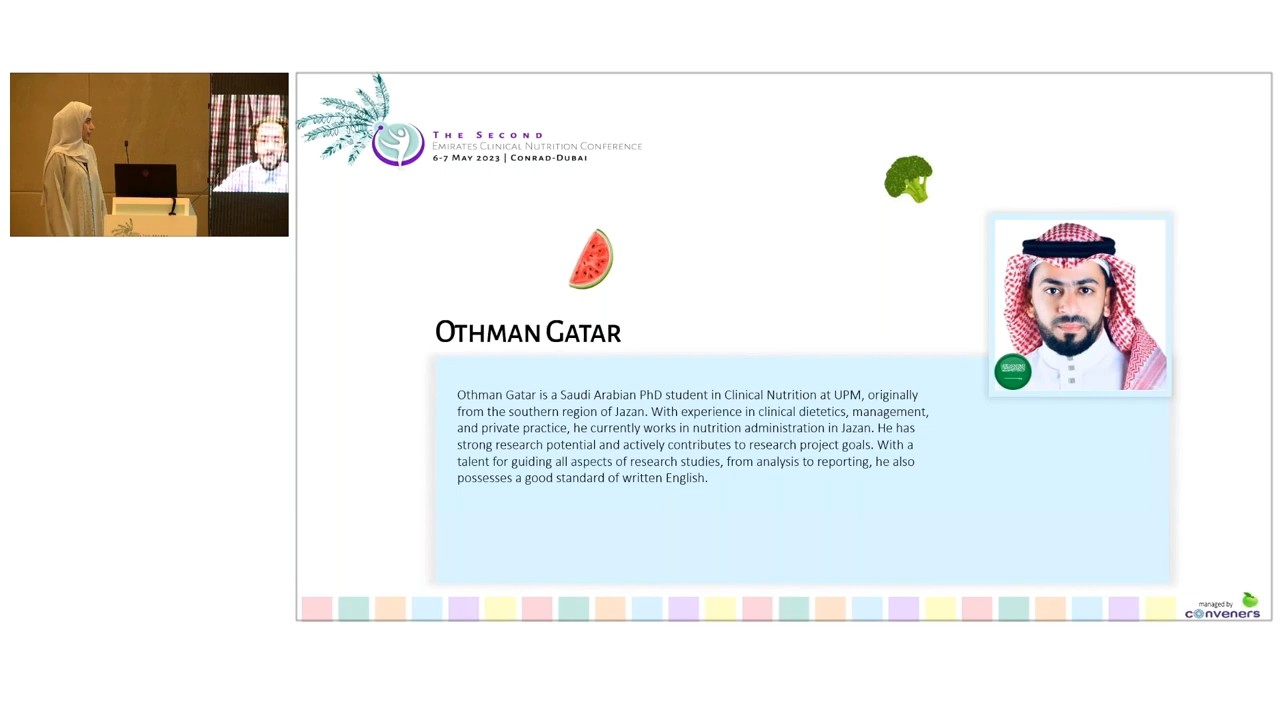 The Second
Emirates Clinical Nutrition Conference
6-7 May 2023 | Conrad-Dubai
Othman Gatar
Othman Gatar is a Saudi Arabian PhD student in Clinical Nutrition at UPM, originally
from the southern region of Jazan. With experience in clinical dietetics, management,
and private practice, he currently works in nutrition administration in Jazan. He has
strong research potential and actively contributes to research project goals. With a
talent for guiding all aspects of research studies, from analysis to reporting, he also
possesses a good standard of written English.
managed by
conveners